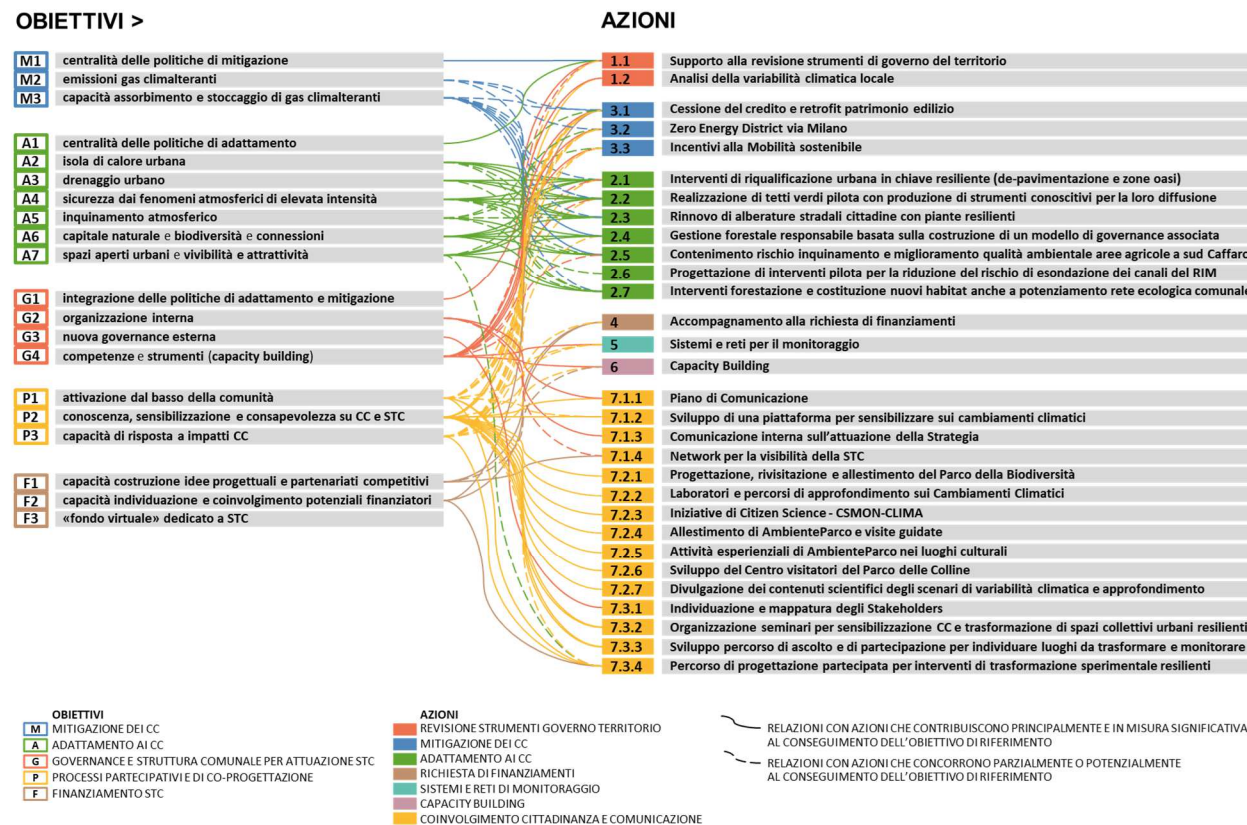 OBIETTIVI >
M1 centralità delle politiche di mitigazione
M2 emissioni gas climalteranti
M3 capacità assorbimento e stoccaggio di gas climalteranti
A1 centralità delle politiche di adattamento
A2 isola di calore urbana
A3 drenaggio urbano
A4 sicurezza dai fenomeni atmosferici di elevata intensità
A5 inquinamento atmosferico
A6 capitale naturale e biodiversità e connessioni
A7 spazi aperti urbani e vivibilità e attrattività
G1 integrazione delle politiche di adattamento e mitigazione
G2 organizzazione interna
G3 nuova governance esterna
G4 competenze e strumenti (capacity building)
P1 attivazione dal basso della comunità
P2 conoscenza, sensibilizzazione e consapevolezza su CC e STC
P3 capacità di risposta a impatti CC
F1 capacità costruzione idee progettuali e partenariati competitivi
F2 capacità individuazione e coinvolgimento potenziali finanziatori
F3 «fondo virtuale» dedicato a STC
AZIONI
1.1 Supporto alla revisione strumenti di governo del territorio
1.2 Analisi della variabilità climatica locale
3.1 Cessione del credito e retrofit patrimonio edilizio
3.2 Zero Energy District via Milano
3.3 Incentivi alla Mobilità sostenibile
2.1 Interventi di riqualificazione urbana in chiave resiliente (de-pavimentazione e zone oasi)
2.2 Realizzazione di tetti verdi pilota con produzione di strumenti conoscitivi per la loro diffusione
2.3 Rinnovo di alberature stradali cittadine con piante resilienti
2.4 Gestione forestale responsabile basata sulla costruzione di un modello di governance associata
2.5 Contenimento rischio inquinamento e miglioramento qualità ambientale aree agricole a sud Caffaro
2.6 Progettazione di interventi pilota per la riduzione del rischio di esondazione dei canali del RIM
2.7 Interventi forestazione e costituzione nuovi habitat anche a potenziamento rete ecologica comunale
4 Accompagnamento alla richiesta di finanziamenti
5 Sistemi e reti per il monitoraggio
6 Capacity Building
7.1.1 Piano di Comunicazione
7.1.2 Sviluppo di una piattaforma per sensibilizzare sui cambiamenti climatici
7.1.3 Comunicazione interna sull'attuazione della Strategia
7.1.4 Network per la visibilità della STC
7.2.1 Progettazione, rivisitazione e allestimento del Parco della Biodiversità
7.2.2 Laboratori e percorsi di approfondimento sui Cambiamenti Climatici
7.2.3 Iniziative di Citizen Science - CSMON-CLIMA
7.2.4 Allestimento di AmbienteParco e visite guidate
7.2.5 Attività esperienziali di AmbienteParco nei luoghi culturali
7.2.6 Sviluppo del Centro visitatori del Parco delle Colline
7.2.7 Divulgazione dei contenuti scientifici degli scenari di variabilità climatica e approfondimento
7.3.1 Individuazione e mappatura degli Stakeholders
7.3.2 Organizzazione seminari per sensibilizzazione CC e trasformazione di spazi collettivi urbani resilienti
7.3.3 Sviluppo percorso di ascolto e di partecipazione per individuare luoghi da trasformare e monitorare
7.3.4 Percorso di progettazione partecipata per interventi di trasformazione sperimentale resilienti
OBIETTIVI
M MITIGAZIONE DEI CC
A ADATTAMENTO AI CC
G GOVERNANCE E STRUTTURA COMUNALE PER ATTUAZIONE STC
P PROCESSI PARTECIPATIVI E DI CO-PROGETTAZIONE
F FINANZIAMENTO STC
AZIONI
REVISIONE STRUMENTI GOVERNO TERRITORIO
MITIGAZIONE DEI CC
ADATTAMENTO AI CC
RICHIESTA DI FINANZIAMENTI
SISTEMI E RETI DI MONITORAGGIO
CAPACITY BUILDING
COINVOLGIMENTO CITTADINANZA E COMUNICAZIONE
RELAZIONI CON AZIONI CHE CONTRIBUISCONO PRINCIPALMENTE E IN MISURA SIGNIFICATIVA
AL CONSEGUIMENTO DELL'OBIETTIVO DI RIFERIMENTO
RELAZIONI CON AZIONI CHE CONCORRONO PARZIALMENTE O POTENZIALMENTE
AL CONSEGUIMENTO DELL'OBIETTIVO DI RIFERIMENTO